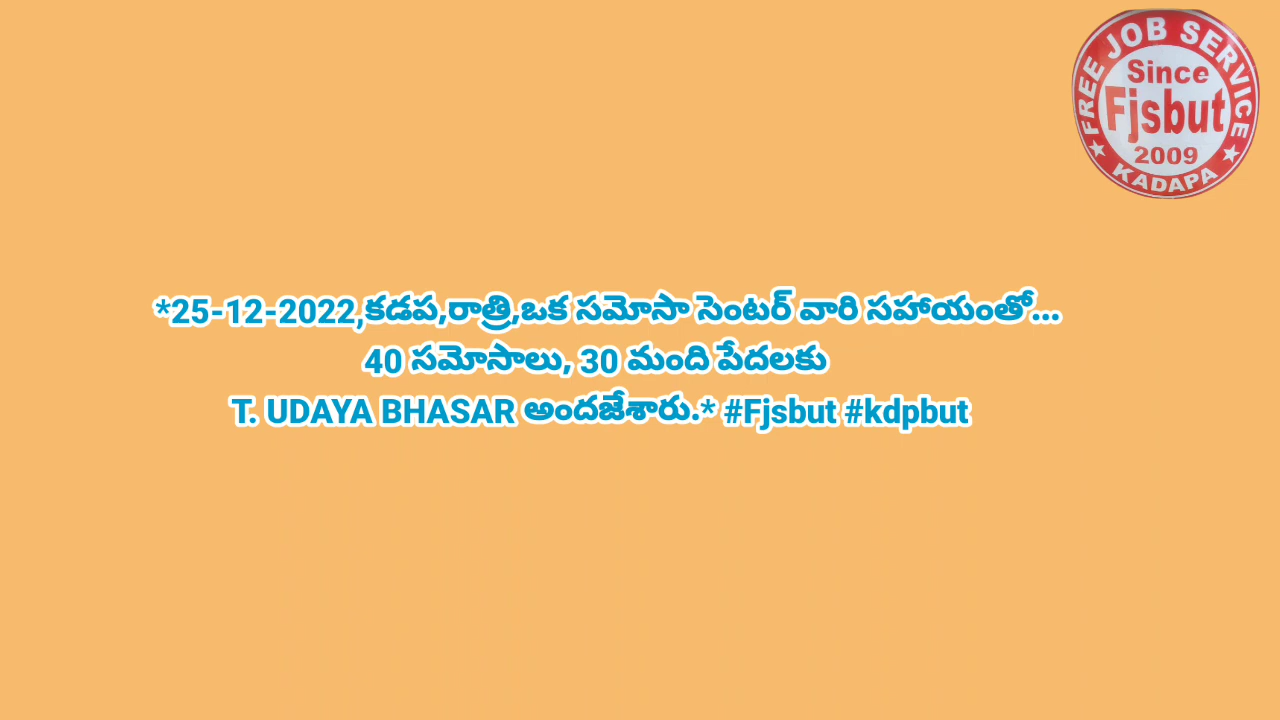 FREE JOB SERVICE
Since
Fjsbut
2009
★ KADAPA ★
*25-12-2022,కడప,రాత్రి,ఒక సమోసా సెంటర్ వారి సహాయంతో...
40 సమోసాలు, 30 మంది పేదలకు
T. UDAYA BHASAR అందజేశారు.* #Fjsbut #kdpbut